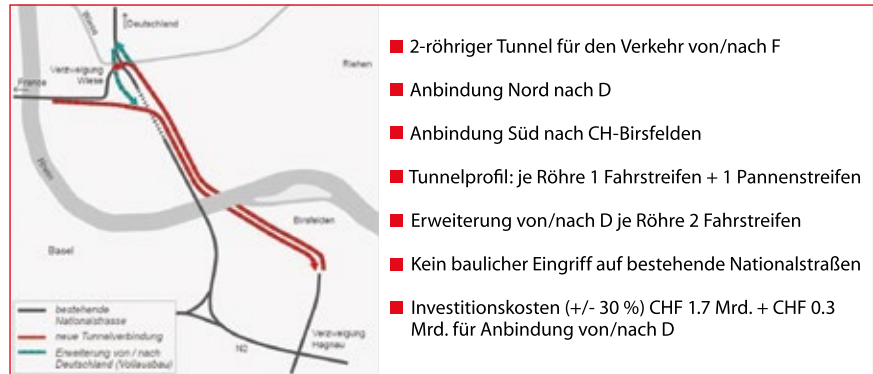 Deutschland
Wiese
Verzweigung
Wiese
Riehen
France
Rhein
Birsfelden
Basel
bestehende
Nationalstrasse
neue Tunnelverbindung
Erweiterung von / nach
Deutschland (Vollausbau)
N2
Verzweigung
Hagnau
2-röhriger Tunnel für den Verkehr von/nach F
Anbindung Nord nach D
Anbindung Süd nach CH-Birsfelden
Tunnelprofil: je Röhre 1 Fahrstreifen + 1 Pannenstreifen
Erweiterung von/nach D je Röhre 2 Fahrstreifen
Kein baulicher Eingriff auf bestehende Nationalstraßen
Investitionskosten (+/- 30 %) CHF 1.7 Mrd. + CHF 0.3
Mrd. für Anbindung von/nach D